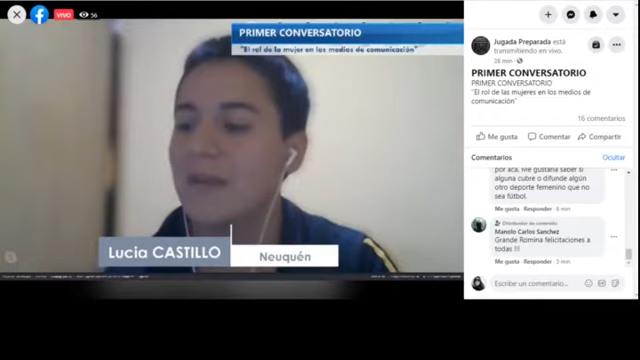 VIVO
56
PRIMER CONVERSATORIO
"El rol de la mujer en los medios de comunicación"
Lucia CASTILLO
Neuquén
Jugada Preparada está
transmitiendo en vivo.
28 min ·
PRIMER CONVERSATORIO
PRIMER CONVERSATORIO
"El rol de las mujeres en los medios de
comunicación"
16 comentarios
Me gusta
Comentar
Compartir
Comentarios
Ocultar
por acá. Me gustaría saber si
alguna cubre o difunde algún
otro deporte femenino que no
sea fútbol.
Me gusta · Responder · 6 min
Distribuidor de contenido
Manolo Carlos Sanchez
Grande Romina felicitaciones a
todas !!!
Me gusta · Responder · 3 min
Escribe un comentario...